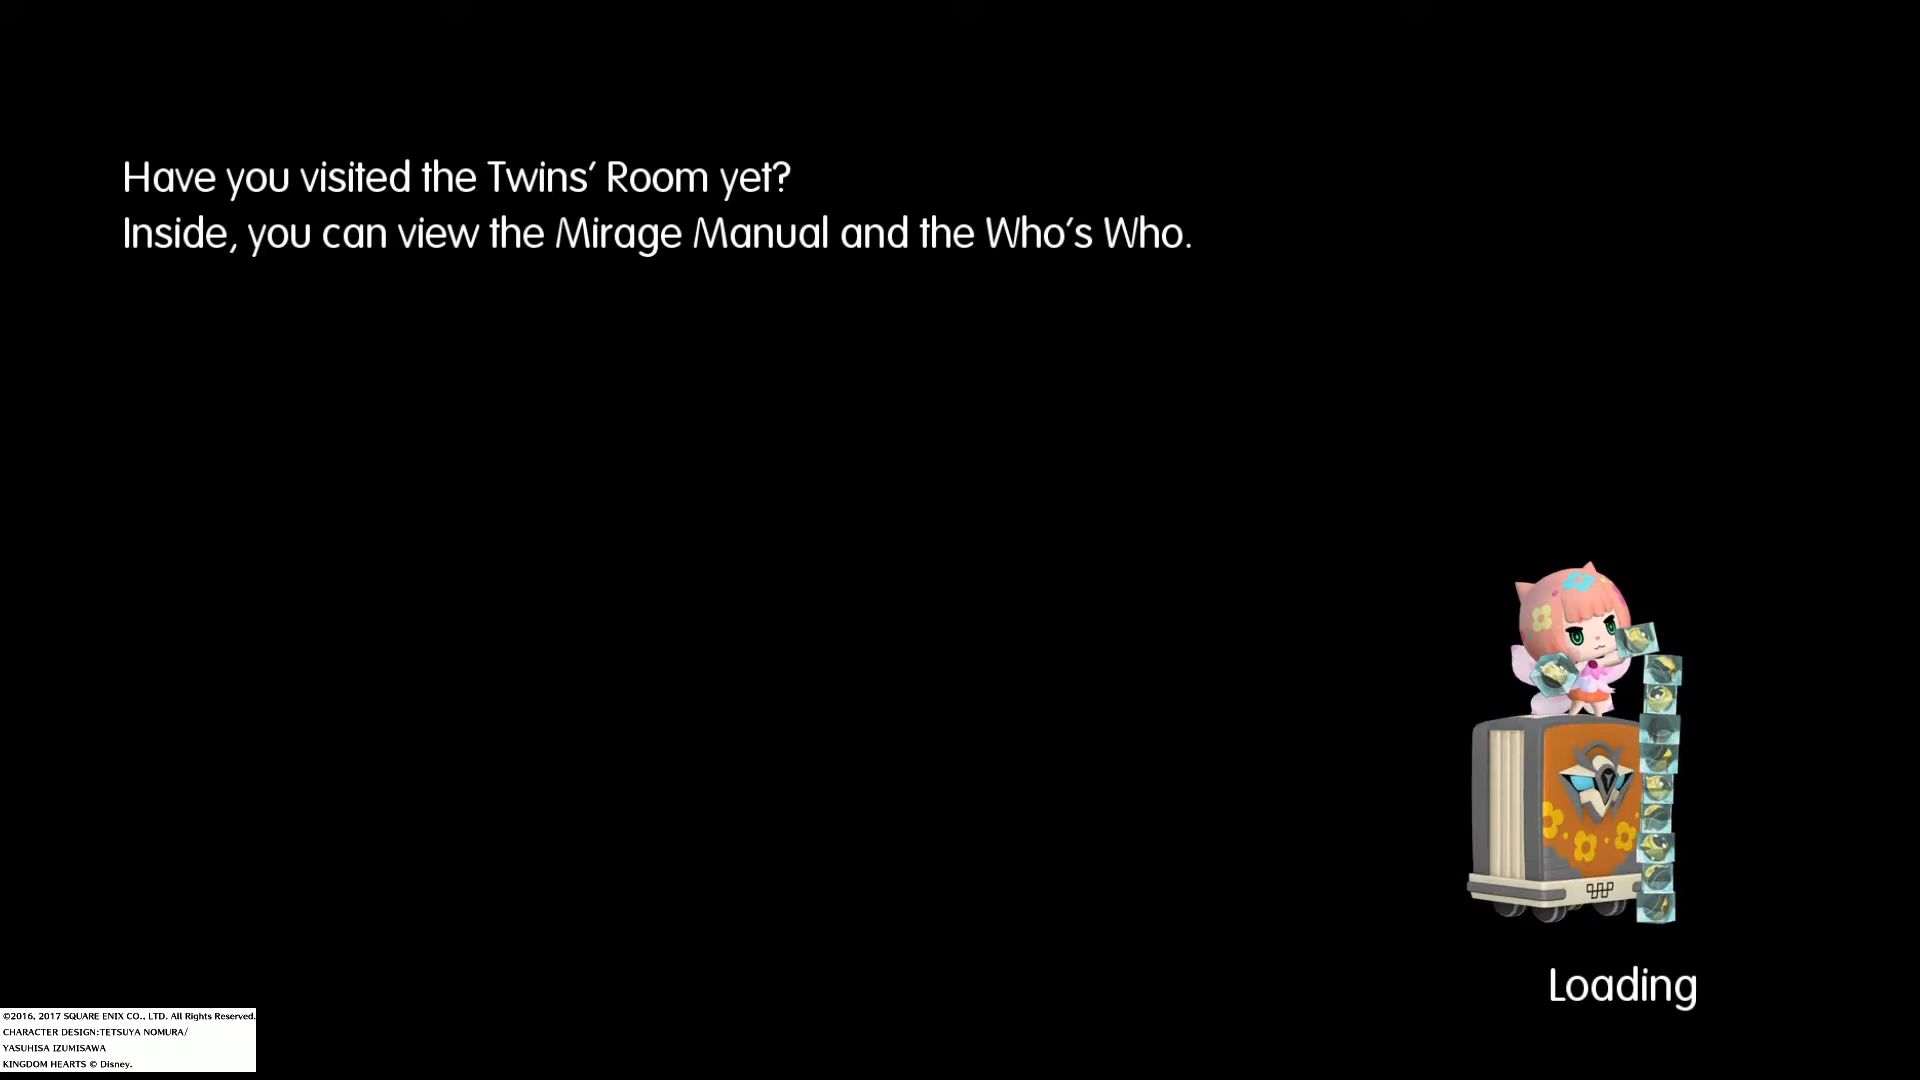 Have you visited the Twins' Room yet?
Inside, you can view the Mirage Manual and the Who's Who.
Loading
©2016, 2017 SQUARE ENIX CO., LTD. All Rights Reserved.
CHARACTER DESIGN:TETSUYA NOMURA/
YASUHISA IZUMISAWA
KINGDOM HEARTS © Disney.